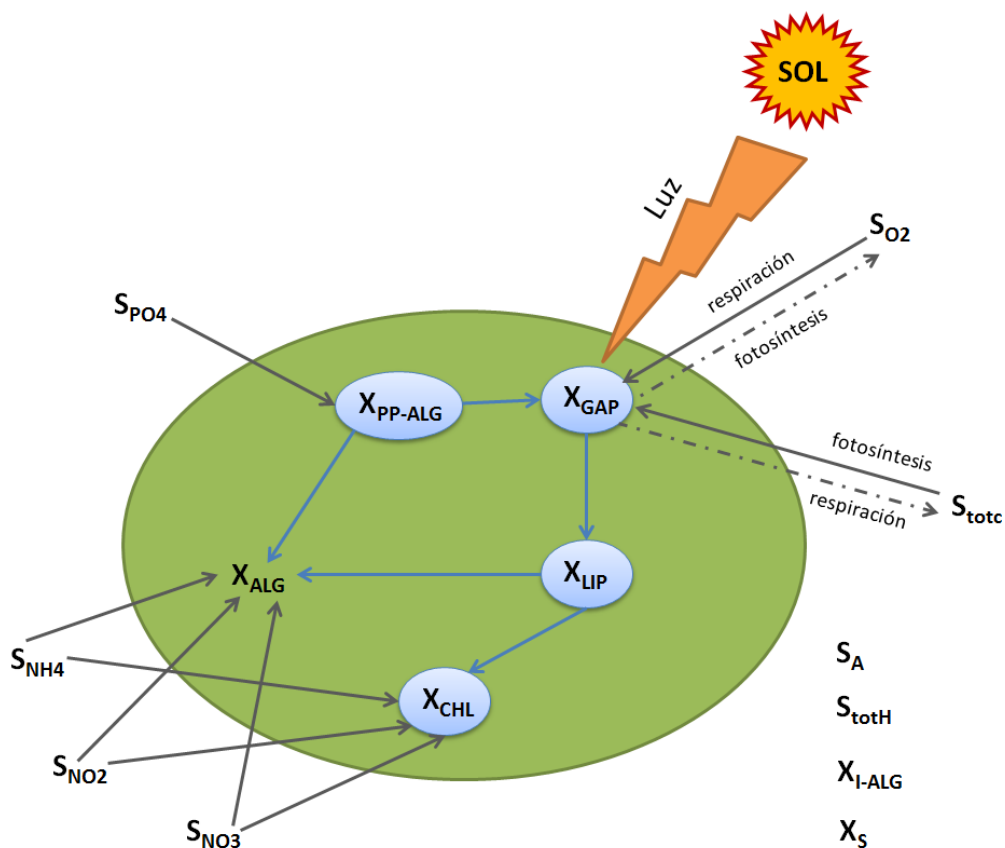 SOL
Luz
S_O2
respiración
fotosíntesis
S_PO4
X_PP-ALG
X_GAP
fotosíntesis
respiración
S_totc
X_ALG
X_LIP
S_NH4
X_CHL
S_A
S_totH
S_NO2
X_I-ALG
S_NO3
X_S